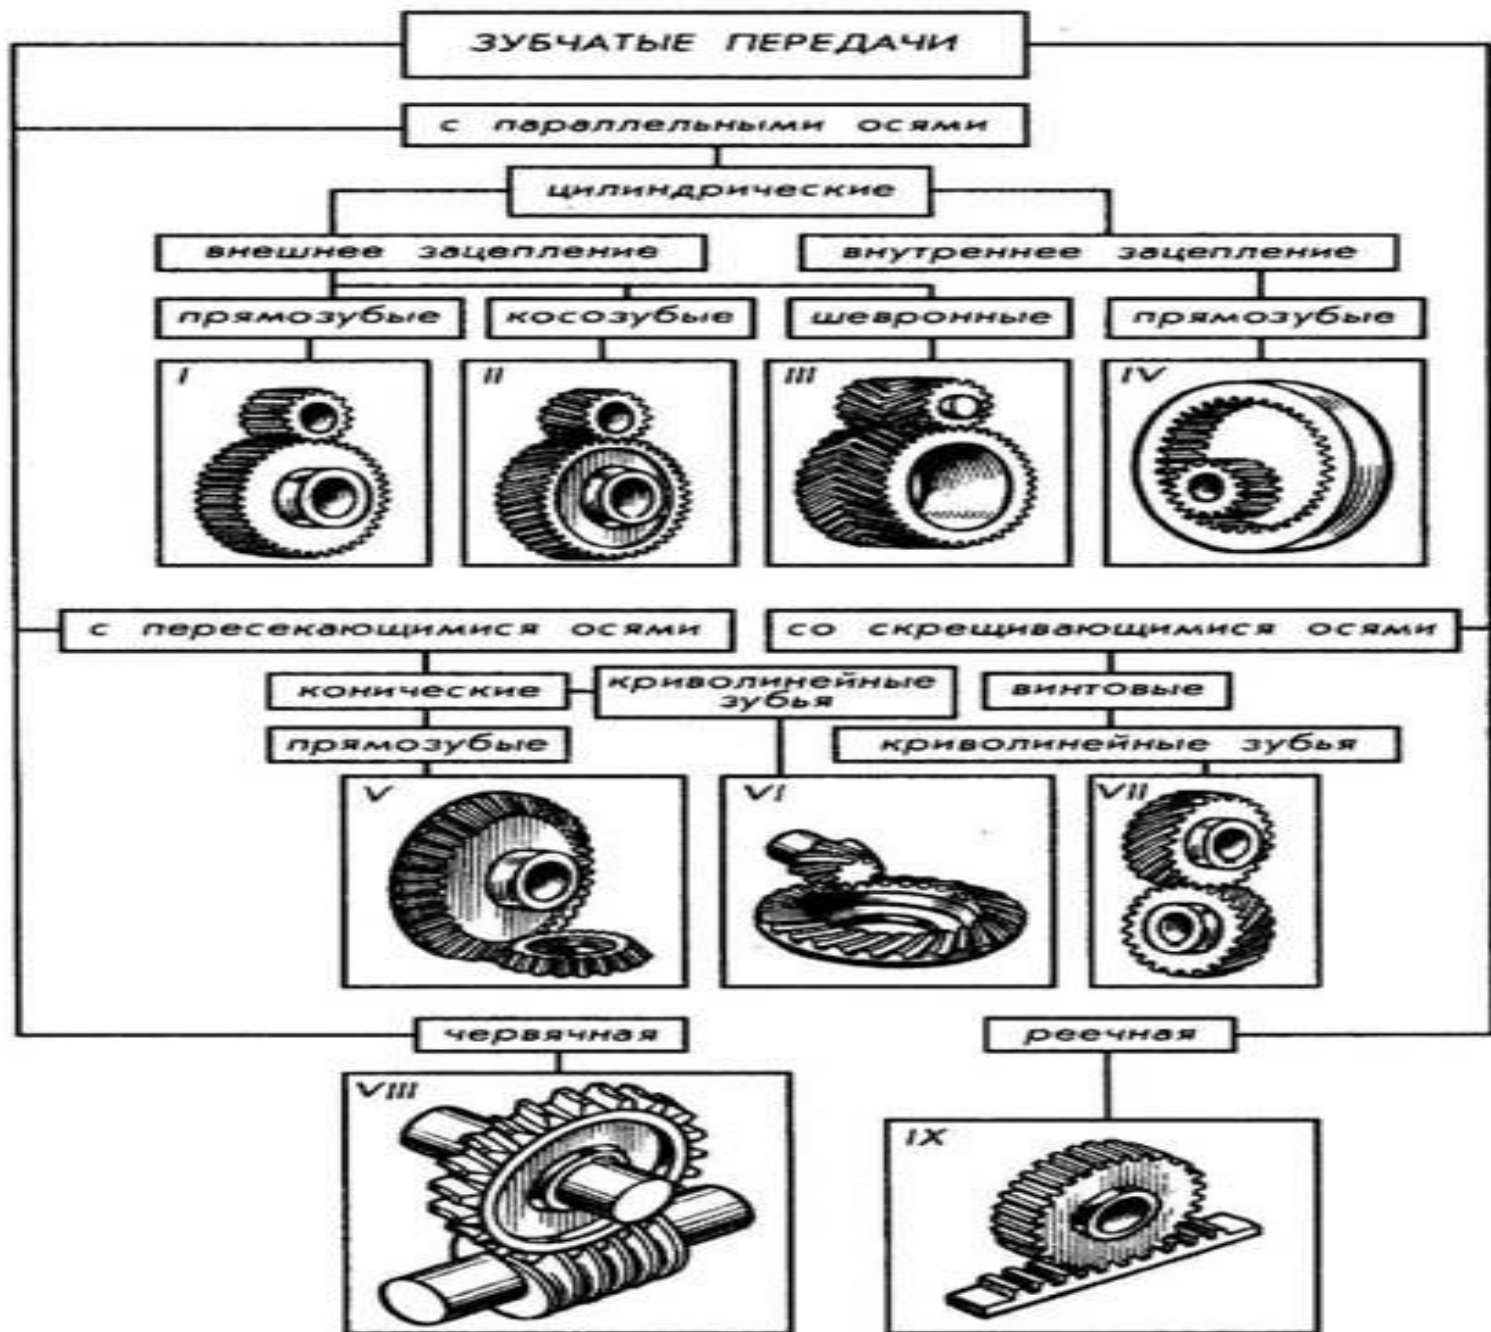 ЗУБЧАТЫЕ ПЕРЕДАЧИ
с параллельными осями
цилиндрические
внешнее зацепление
внутреннее зацепление
прямозубые
косозубые
шевронные
прямозубые
I
II
III
IV
с пересекающимися осями
со скрещивающимися осями
конические
криволинейные
зубья
винтовые
прямозубые
криволинейные зубья
V
VI
VII
червячная
реечная
VIII
IX